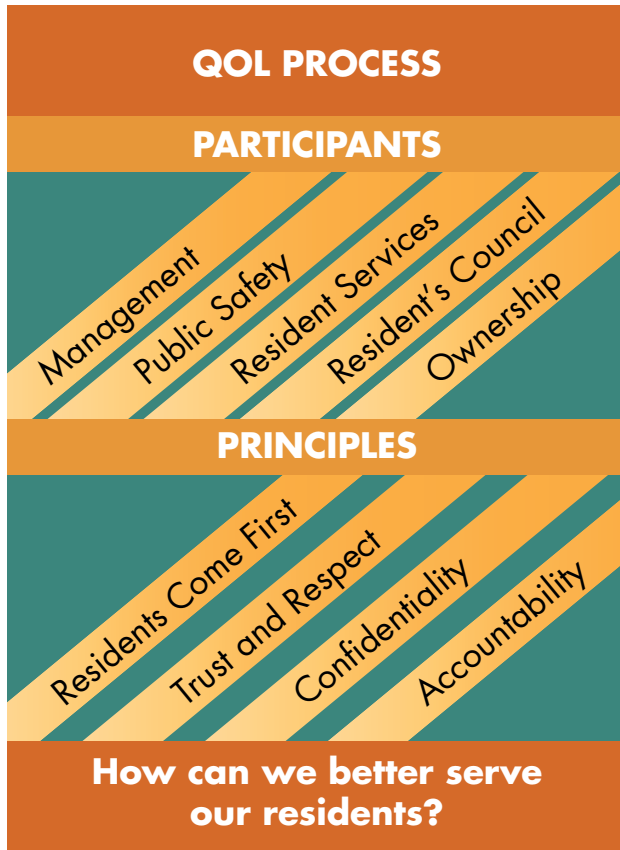 QOL PROCESS
PARTICIPANTS
Management
Public Safety
Resident Services
Resident's Council
Ownership
PRINCIPLES
Residents Come First
Trust and Respect
Confidentiality
Accountability
How can we better serve
our residents?